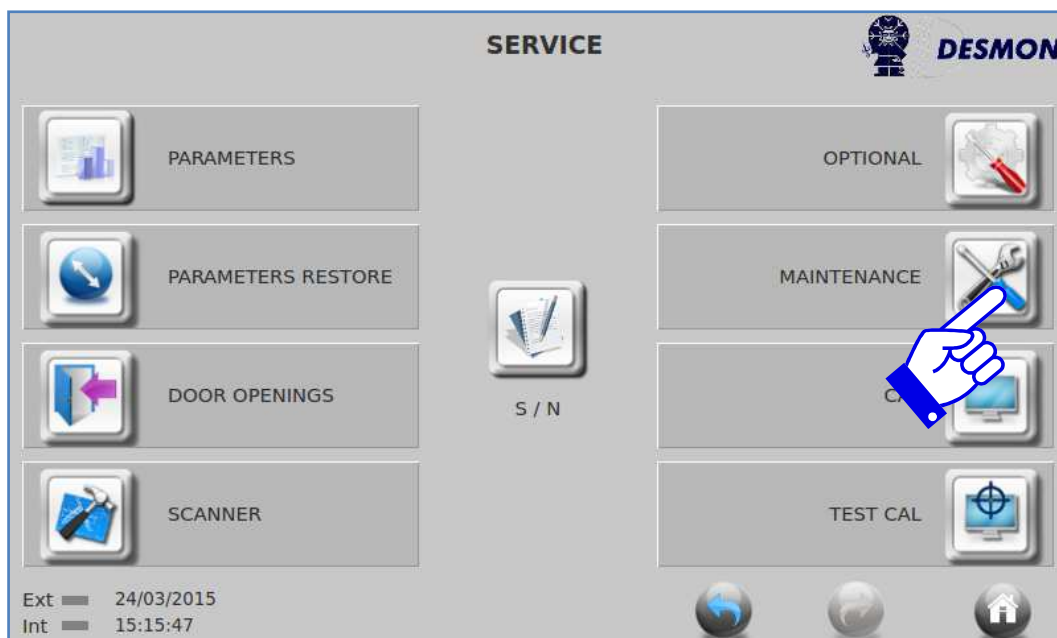 SERVICE
DESMON
PARAMETERS
OPTIONAL
PARAMETERS RESTORE
MAINTENANCE
DOOR OPENINGS
S / N
SCANNER
TEST CAL
Ext
24/03/2015
Int
15:15:47